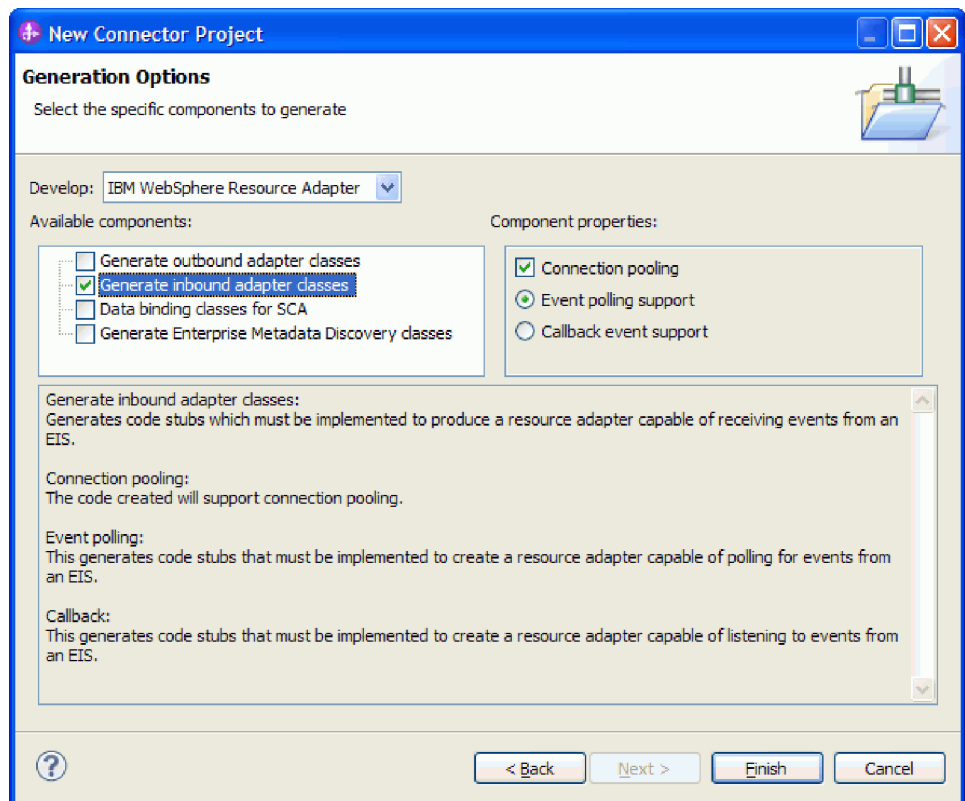 New Connector Project
Generation Options
Select the specific components to generate
Develop: IBM WebSphere Resource Adapter
Available components:
Component properties:
Generate outbound adapter classes
Generate inbound adapter classes
Data binding classes for SCA
Generate Enterprise Metadata Discovery classes
Connection pooling
Event polling support
Callback event support
Generate inbound adapter classes:
Generates code stubs which must be implemented to produce a resource adapter capable of receiving events from an
EIS.
Connection pooling:
The code created will support connection pooling.
Event polling:
This generates code stubs that must be implemented to create a resource adapter capable of polling for events from
an EIS.
Callback:
This generates code stubs that must be implemented to create a resource adapter capable of listening to events from
an EIS.
?
< Back
Next >
Finish
Cancel